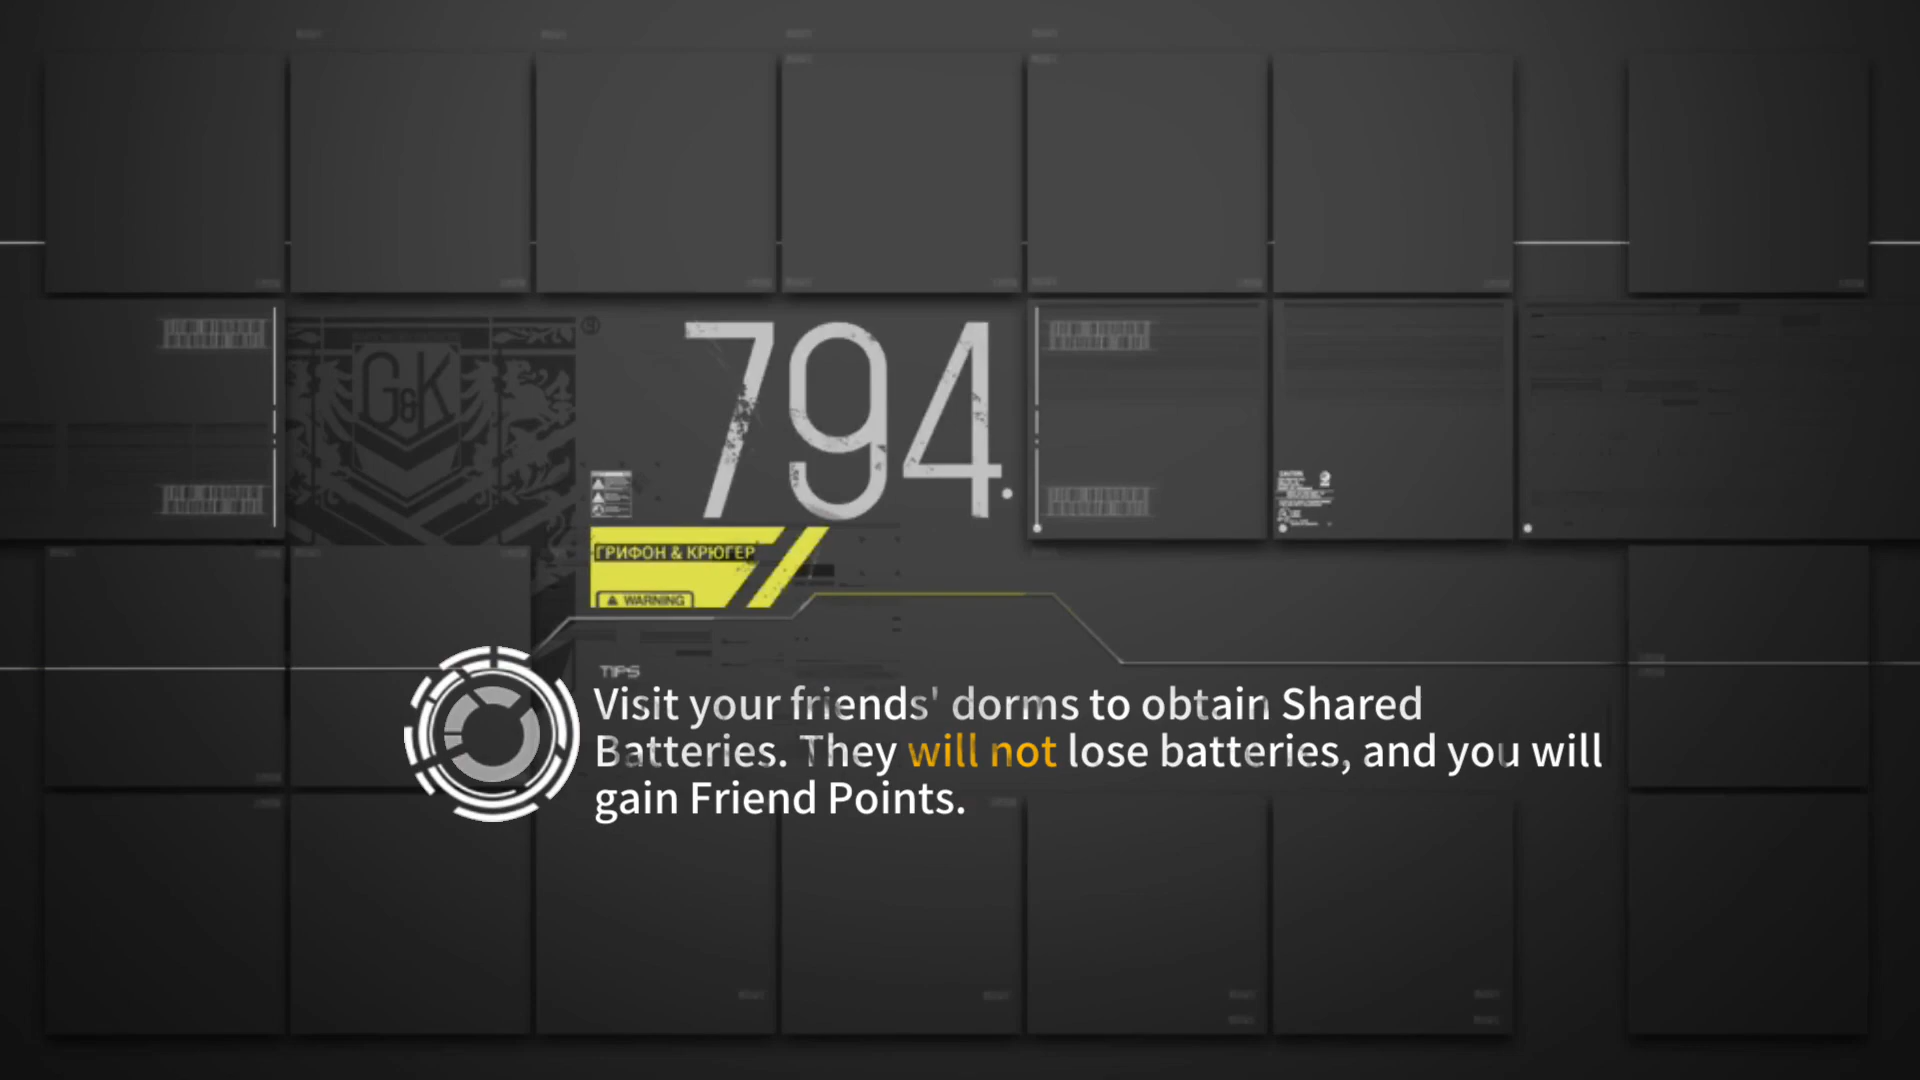 G&K
794.
ГРИФОН & КРЮГЕР
WARNING
TIPS
Visit your friends' dorms to obtain Shared
Batteries. They will not lose batteries, and you will
gain Friend Points.
CAUTION